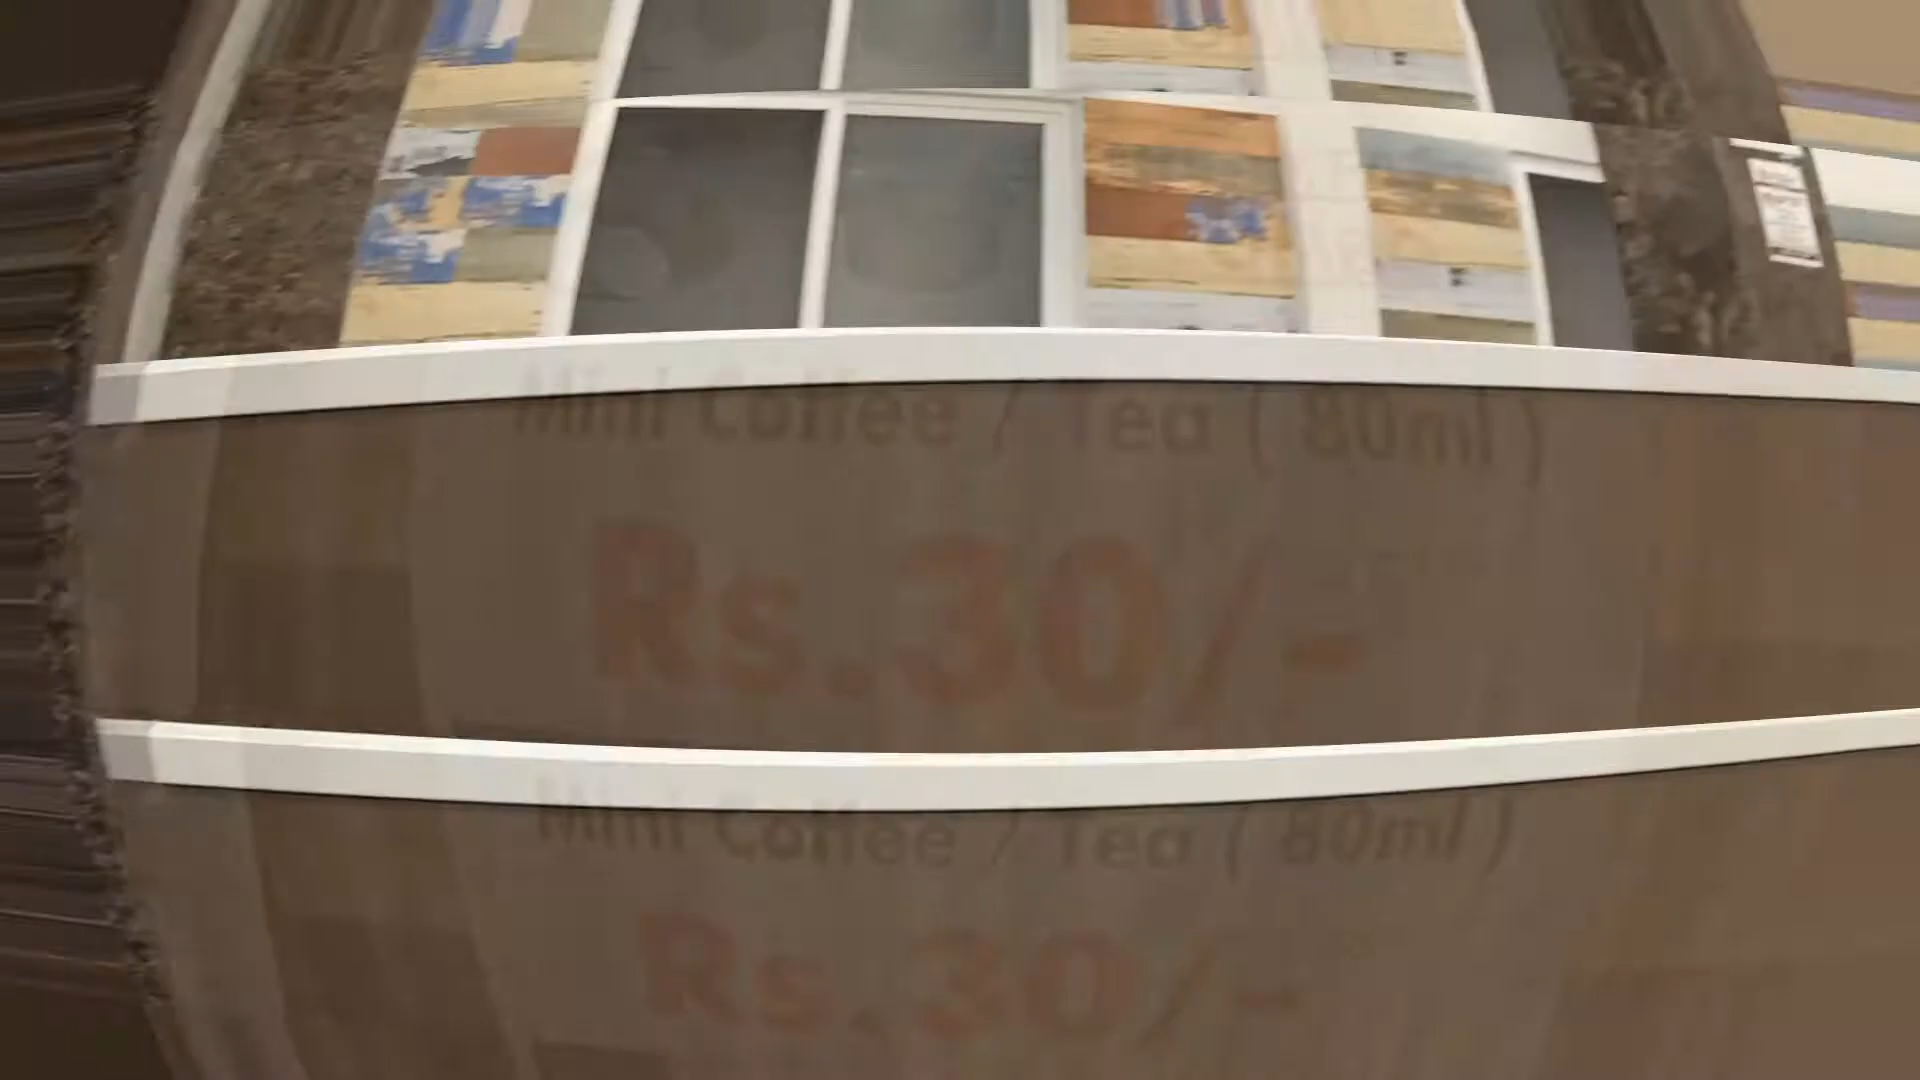 Mini Coffee / Tea ( 80ml )
Rs.30/-
Mini Coffee / Tea ( 80ml )
Rs.30/-